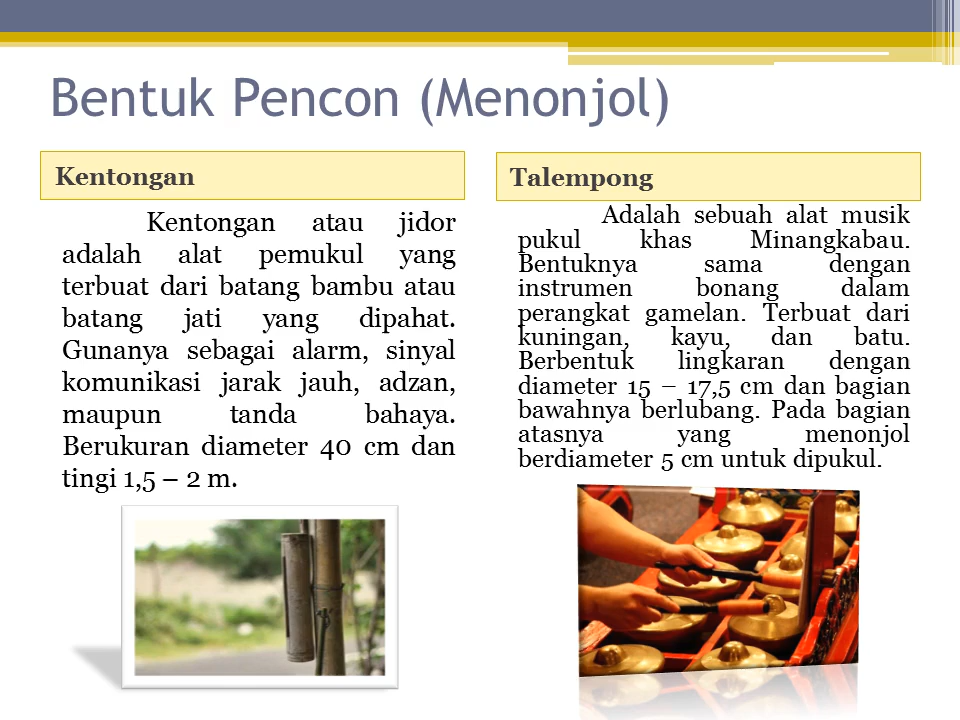 Bentuk Pencon (Menonjol)
Kentongan
Kentongan atau jidor
adalah alat pemukul yang
terbuat dari batang bambu atau
batang jati yang dipahat.
Gunanya sebagai alarm, sinyal
komunikasi jarak jauh, adzan,
maupun tanda bahaya.
Berukuran diameter 40 cm dan
tingi 1,5 – 2 m.
Talempong
Adalah sebuah alat musik
pukul khas Minangkabau.
Bentuknya sama dengan
instrumen bonang dalam
perangkat gamelan. Terbuat dari
kuningan, kayu, dan batu.
Berbentuk lingkaran dengan
diameter 15 – 17,5 cm dan bagian
bawahnya berlubang. Pada bagian
atasnya yang menonjol
berdiameter 5 cm untuk dipukul.